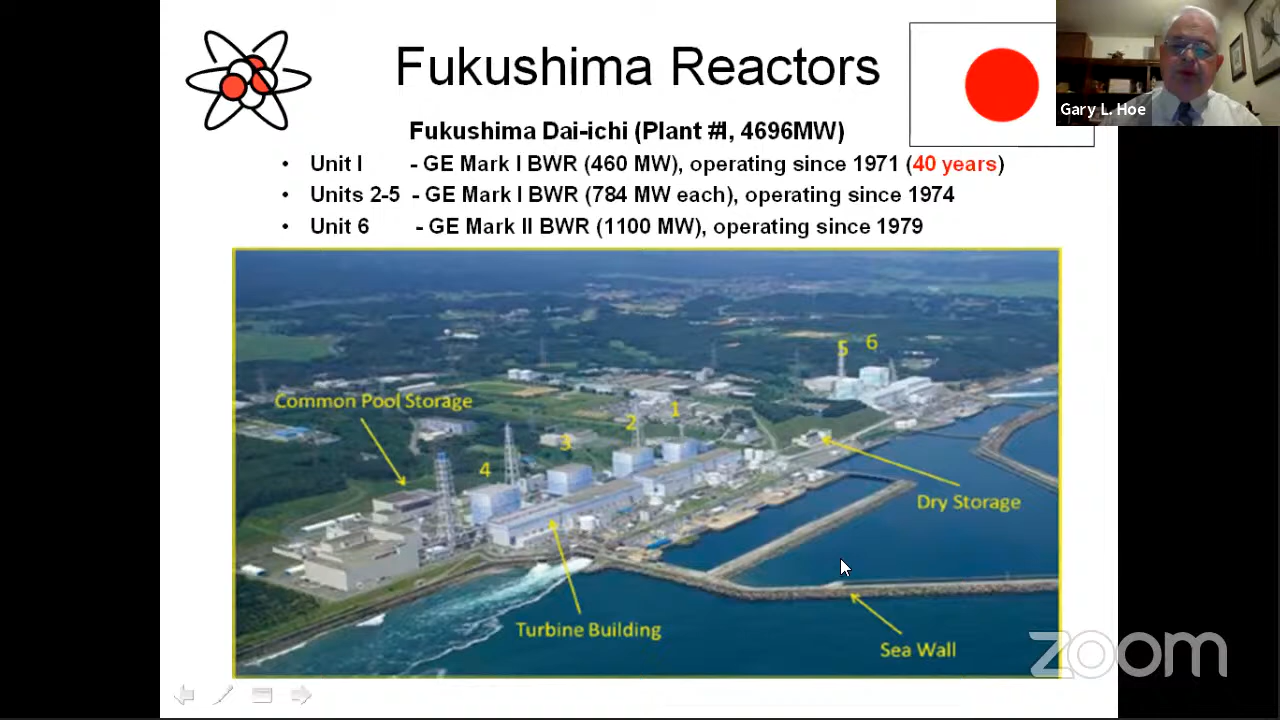 Fukushima Reactors
Gary L. Hoe
Fukushima Dai-ichi (Plant #I, 4696MW)
• Unit I - GE Mark I BWR (460 MW), operating since 1971 (40 years)
• Units 2-5 - GE Mark I BWR (784 MW each), operating since 1974
• Unit 6 - GE Mark II BWR (1100 MW), operating since 1979
5 6
Common Pool Storage
1
2
3
4
Dry Storage
Turbine Building
Sea Wall
zoom